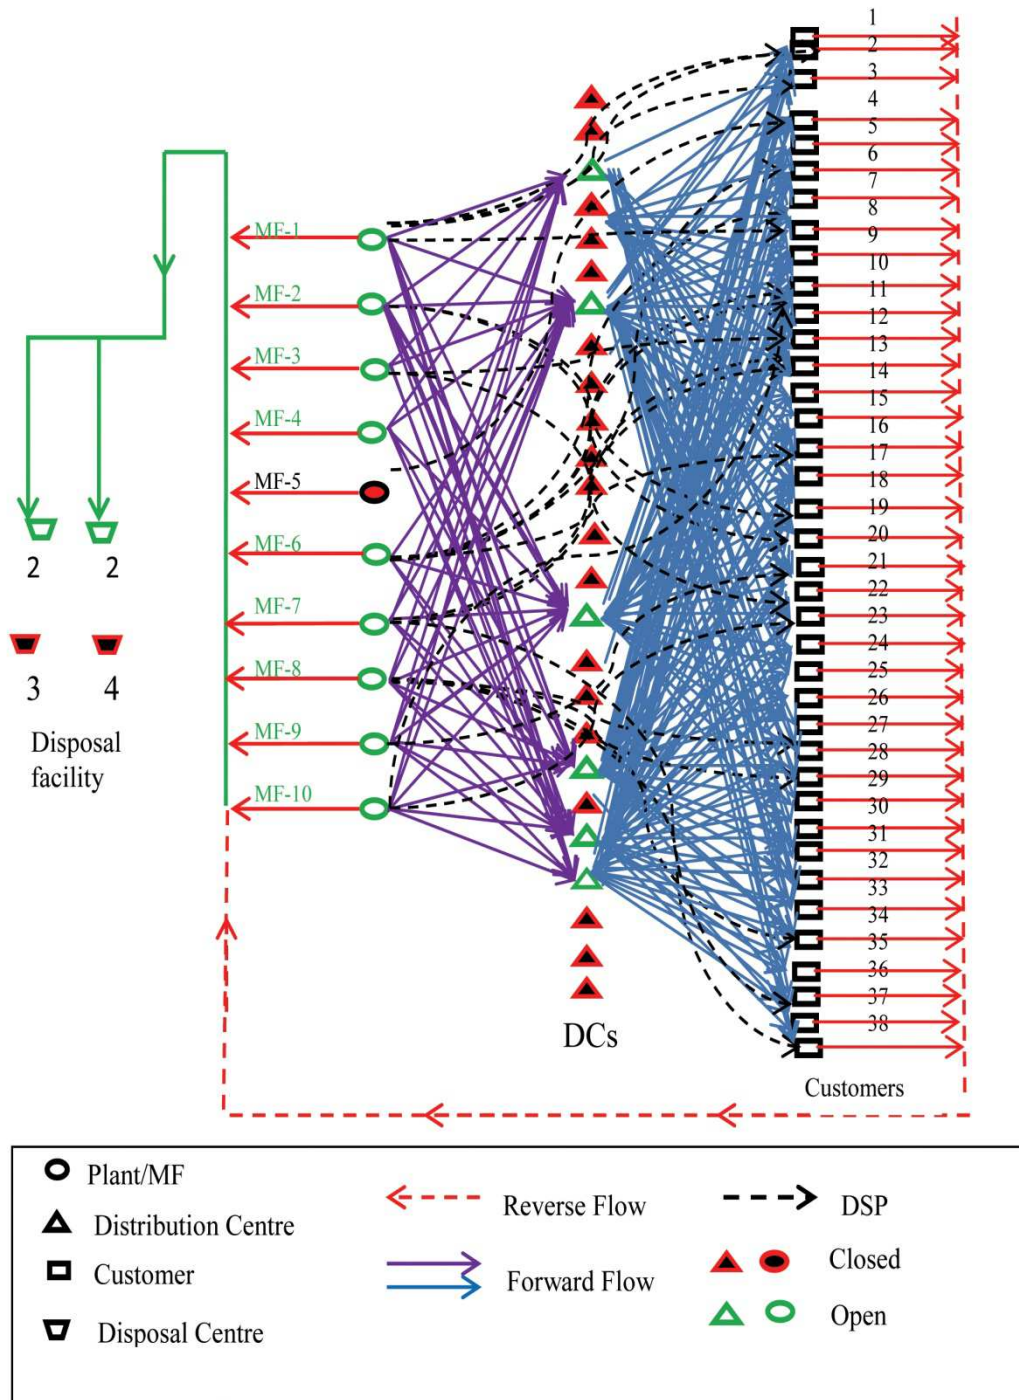 1
2
3
4
5
6
7
8
9
10
11
12
13
14
15
16
17
18
19
20
21
22
23
24
25
26
27
28
29
30
31
32
33
34
35
36
37
38
MF-1
MF-2
MF-3
MF-4
MF-5
MF-6
MF-7
MF-8
MF-9
MF-10
2 2
3 4
Disposal
facility
DCs
Customers
Plant/MF
Distribution Centre
Customer
Disposal Centre
Reverse Flow
Forward Flow
DSP
Closed
Open